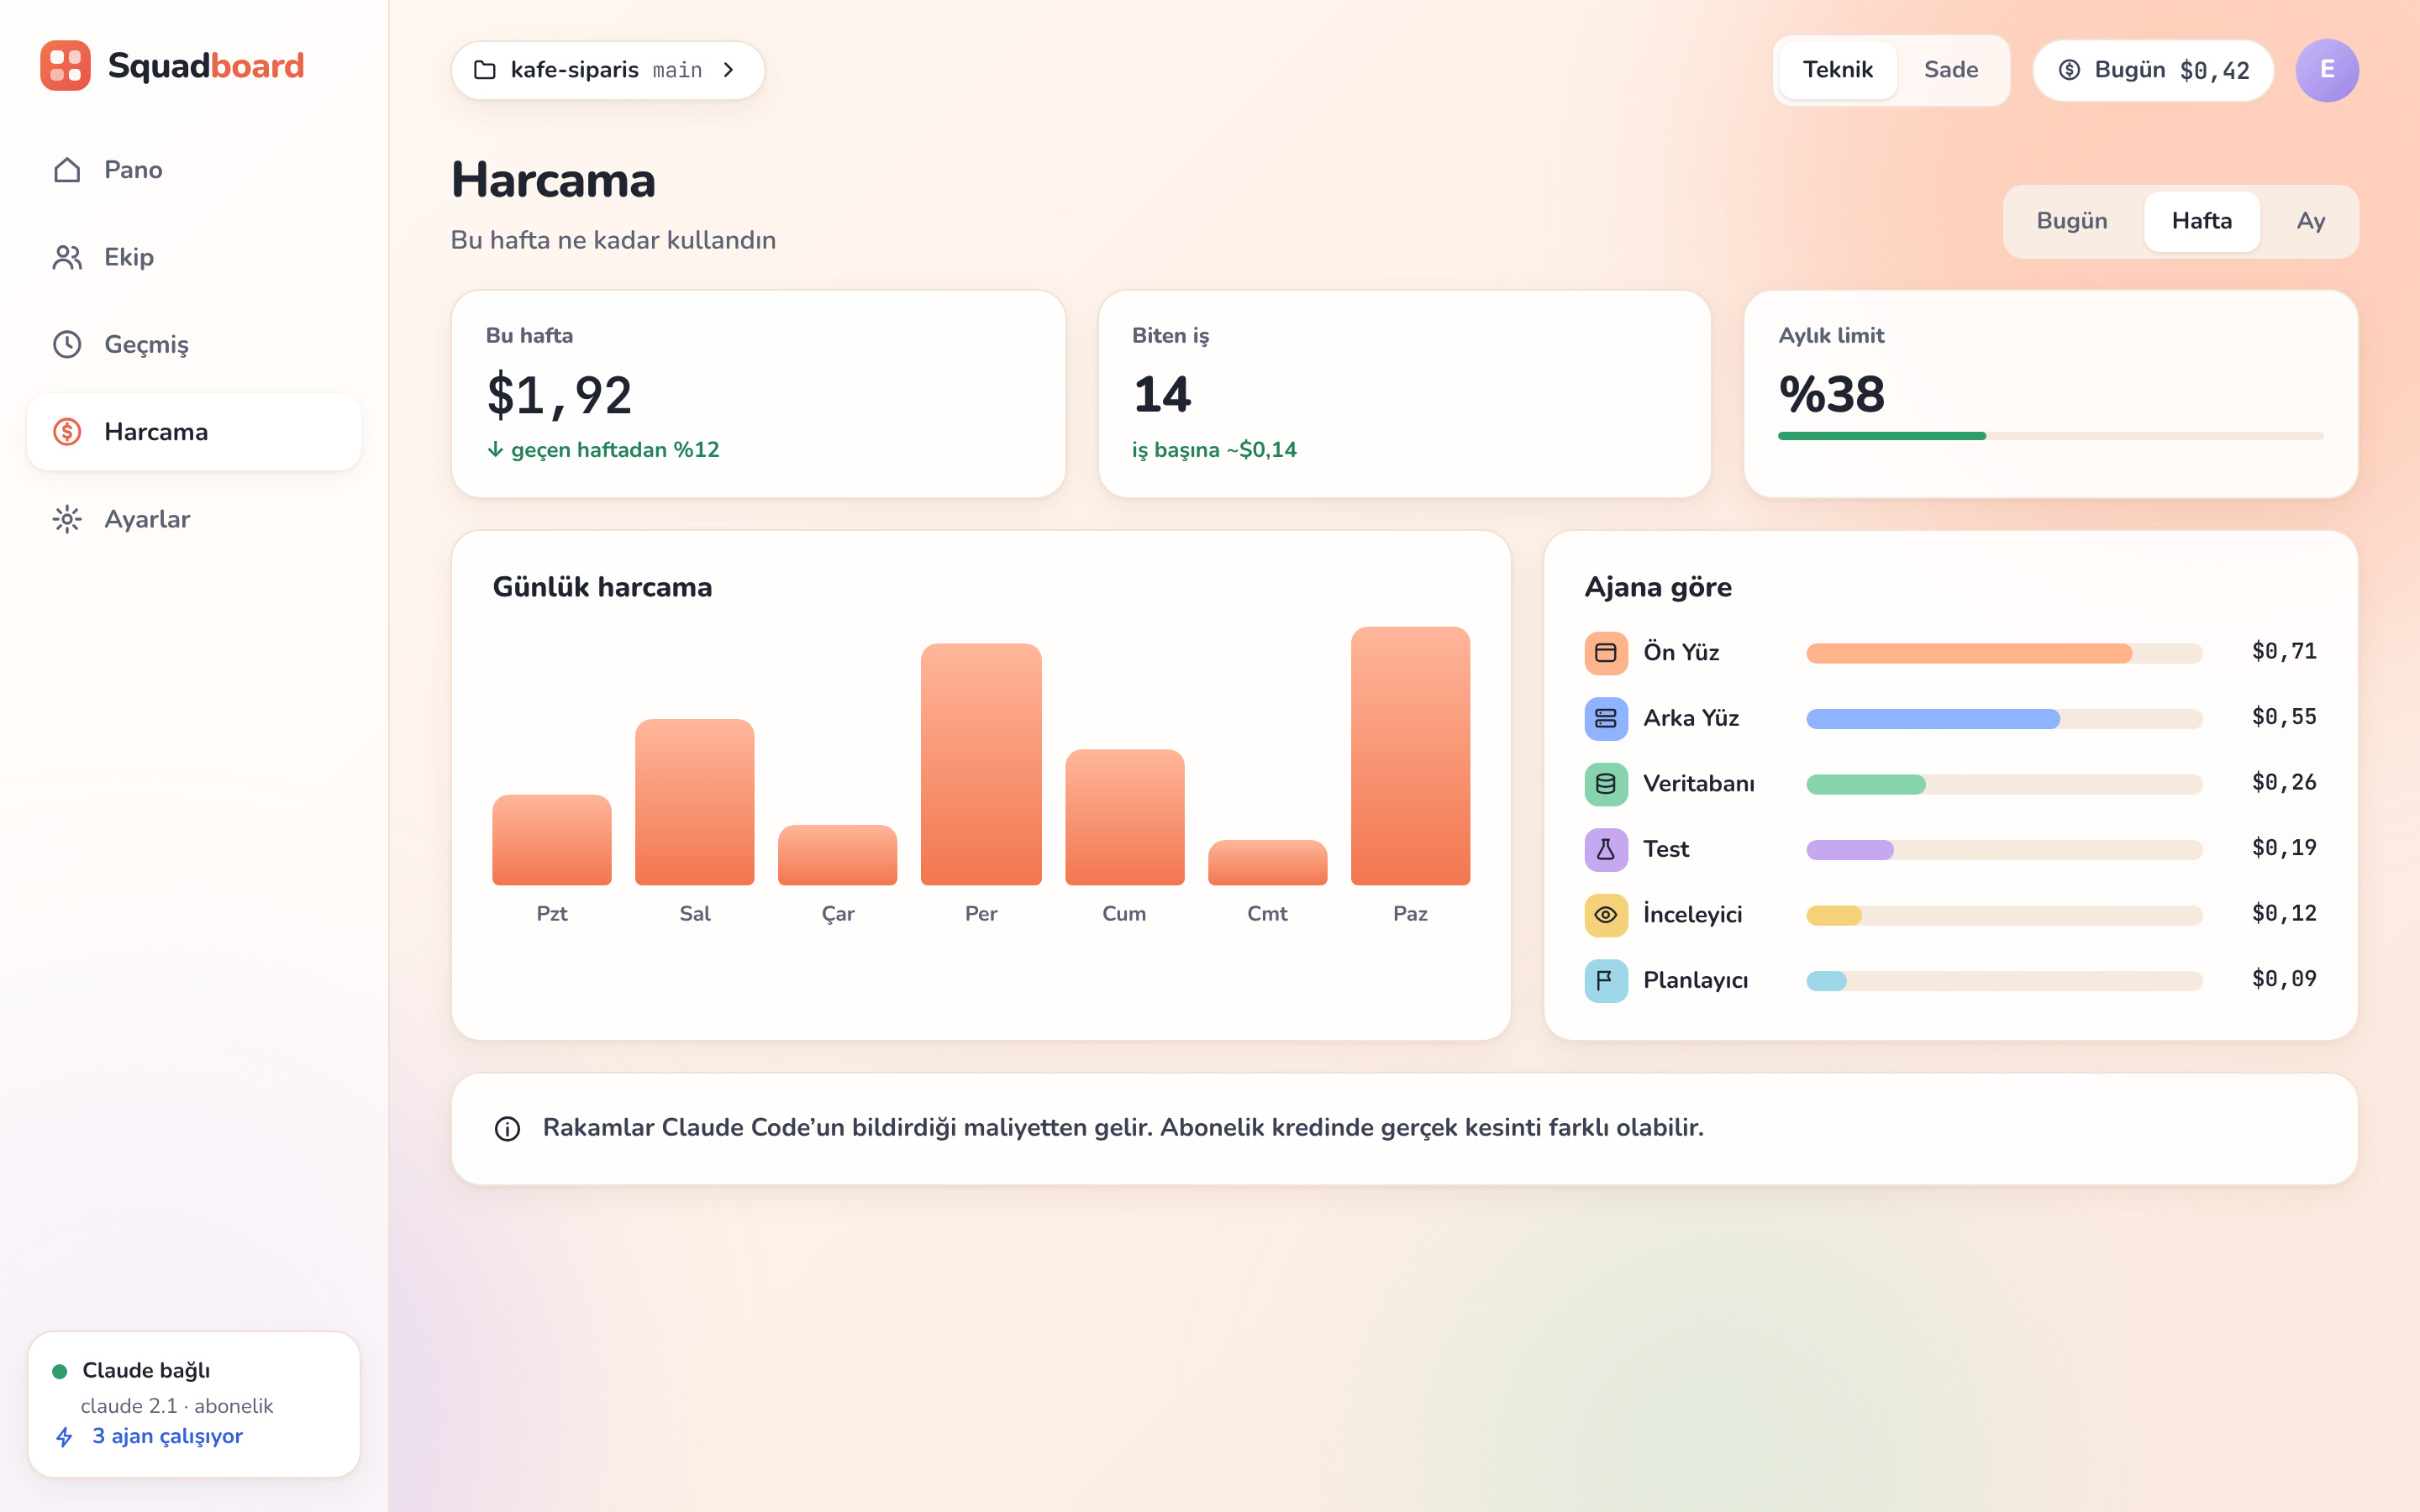 Squadboard
Pano
Ekip
Geçmiş
Harcama
Ayarlar
Claude bağlı
claude 2.1 · abonelik
3 ajan çalışıyor
kafe-siparis main
Teknik Sade
Bugün $0,42
E
Harcama
Bu hafta ne kadar kullandın
Bugün Hafta Ay
Bu hafta
$1,92
↓ geçen haftadan %12
Biten iş
14
iş başına ~$0,14
Aylık limit
%38
Günlük harcama
Pzt Sal Çar Per Cum Cmt Paz
Ajana göre
Ön Yüz $0,71
Arka Yüz $0,55
Veritabanı $0,26
Test $0,19
İnceleyici $0,12
Planlayıcı $0,09
Rakamlar Claude Code’un bildirdiği maliyetten gelir. Abonelik kredinde gerçek kesinti farklı olabilir.